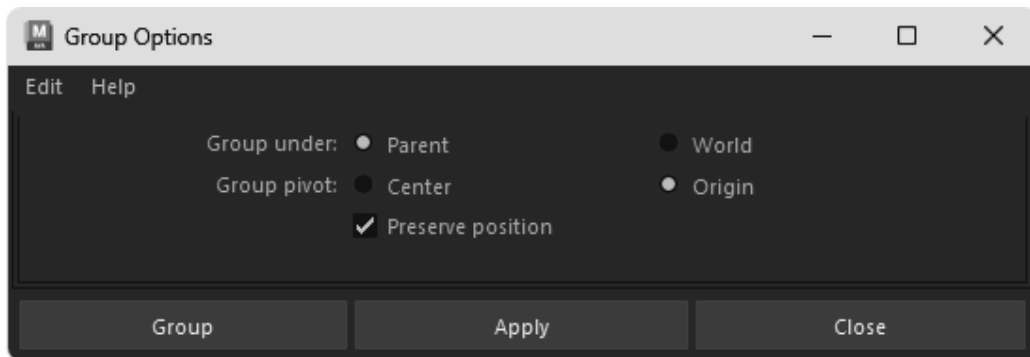 M Group Options
Edit Help
Group under: Parent World
Group pivot: Center Origin
Preserve position
Group Apply Close